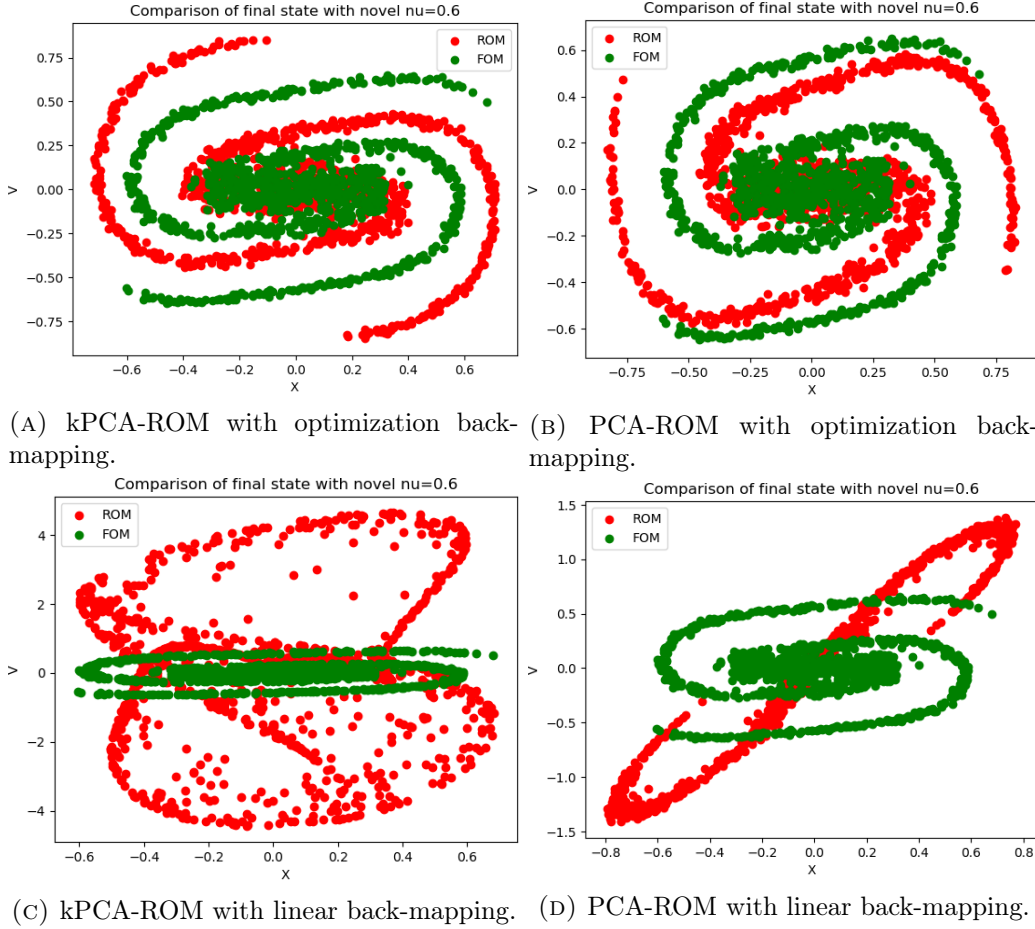 Comparison of final state with novel nu=0.6
ROM
FOM
0.75
0.50
0.25
0.00
−0.25
−0.50
−0.75
V
−0.6
−0.4
−0.2
0.0
0.2
0.4
0.6
X
(A) kPCA-ROM with optimization back-
mapping.
Comparison of final state with novel nu=0.6
ROM
FOM
0.6
0.4
0.2
0.0
−0.2
−0.4
−0.6
V
−0.75
−0.50
−0.25
0.00
0.25
0.50
0.75
X
(B) PCA-ROM with optimization back-
mapping.
Comparison of final state with novel nu=0.6
ROM
FOM
4
2
0
−2
−4
V
−0.6
−0.4
−0.2
0.0
0.2
0.4
0.6
X
(C) kPCA-ROM with linear back-mapping.
Comparison of final state with novel nu=0.6
ROM
FOM
1.5
1.0
0.5
0.0
−0.5
−1.0
−1.5
V
−0.8
−0.6
−0.4
−0.2
0.0
0.2
0.4
0.6
0.8
X
(D) PCA-ROM with linear back-mapping.